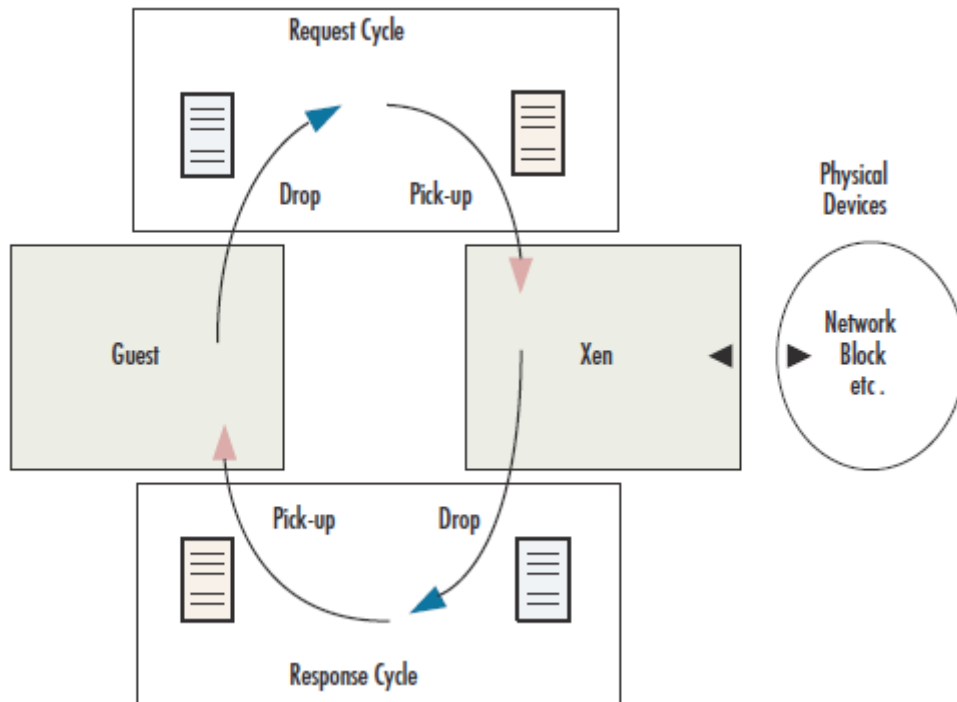 Request Cycle
Drop
Pick-up
Physical
Devices
Guest
Xen
Network
Block
etc .
Pick-up
Drop
Response Cycle